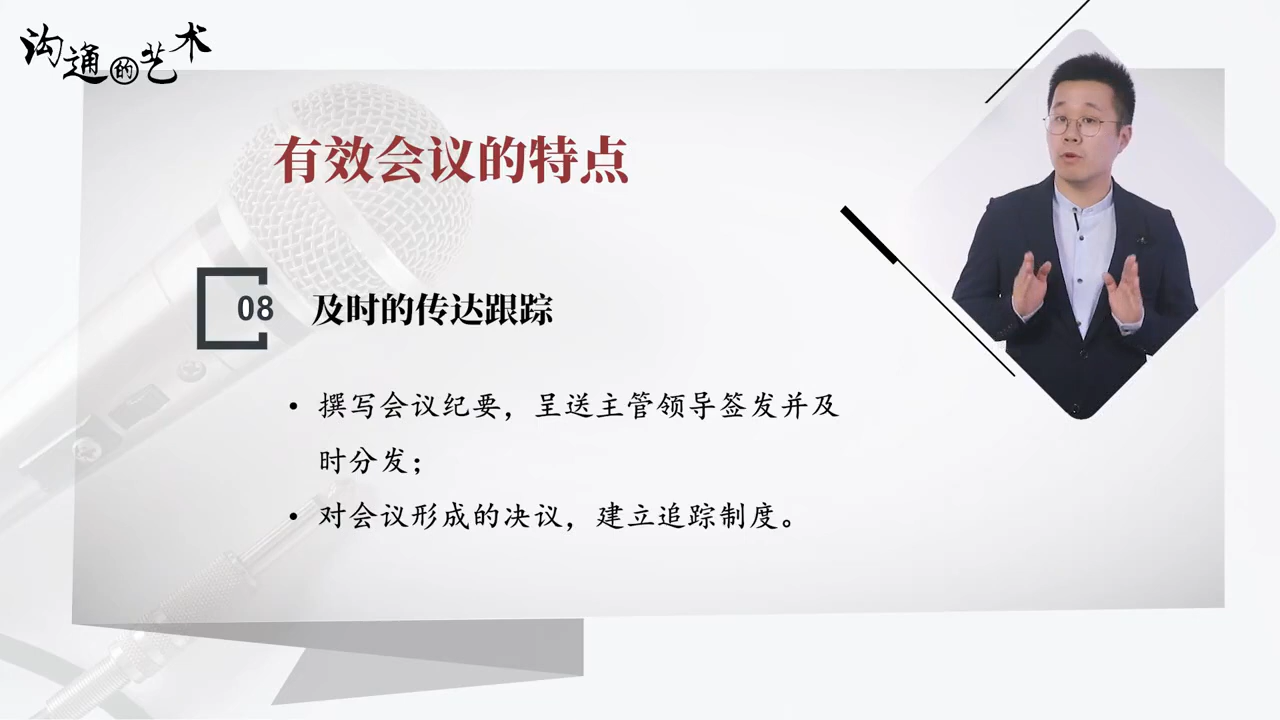 沟通的艺术
有效会议的特点
08 及时的传达跟踪
• 撰写会议纪要，呈送主管领导签发并及
时分发；
• 对会议形成的决议，建立追踪制度。